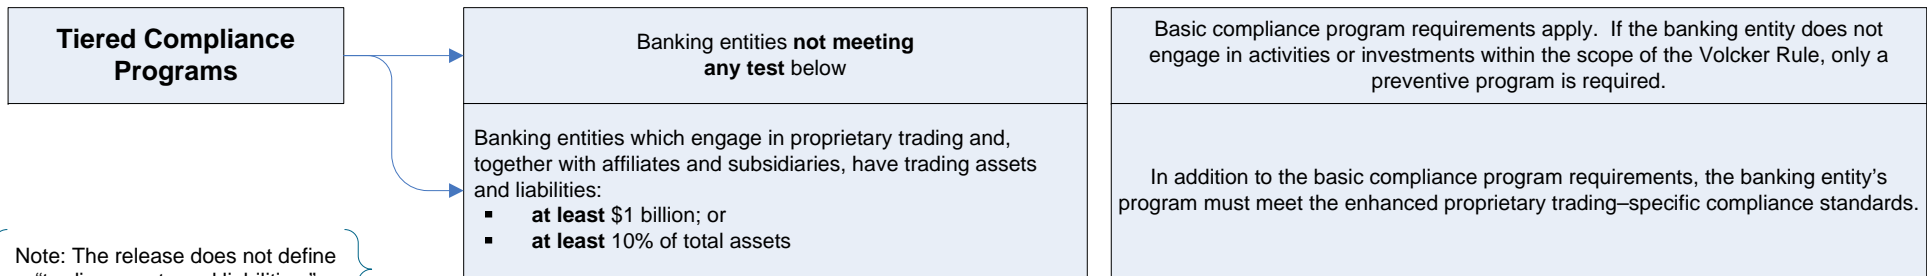 Tiered Compliance
Programs
Banking entities not meeting
any test below
Basic compliance program requirements apply.  If the banking entity does not
engage in activities or investments within the scope of the Volcker Rule, only a
preventive program is required.
Banking entities which engage in proprietary trading and,
together with affiliates and subsidiaries, have trading assets
and liabilities:
▪ at least $1 billion; or
▪ at least 10% of total assets
In addition to the basic compliance program requirements, the banking entity’s
program must meet the enhanced proprietary trading–specific compliance standards.
Note: The release does not define
“trading assets and liabilities.”